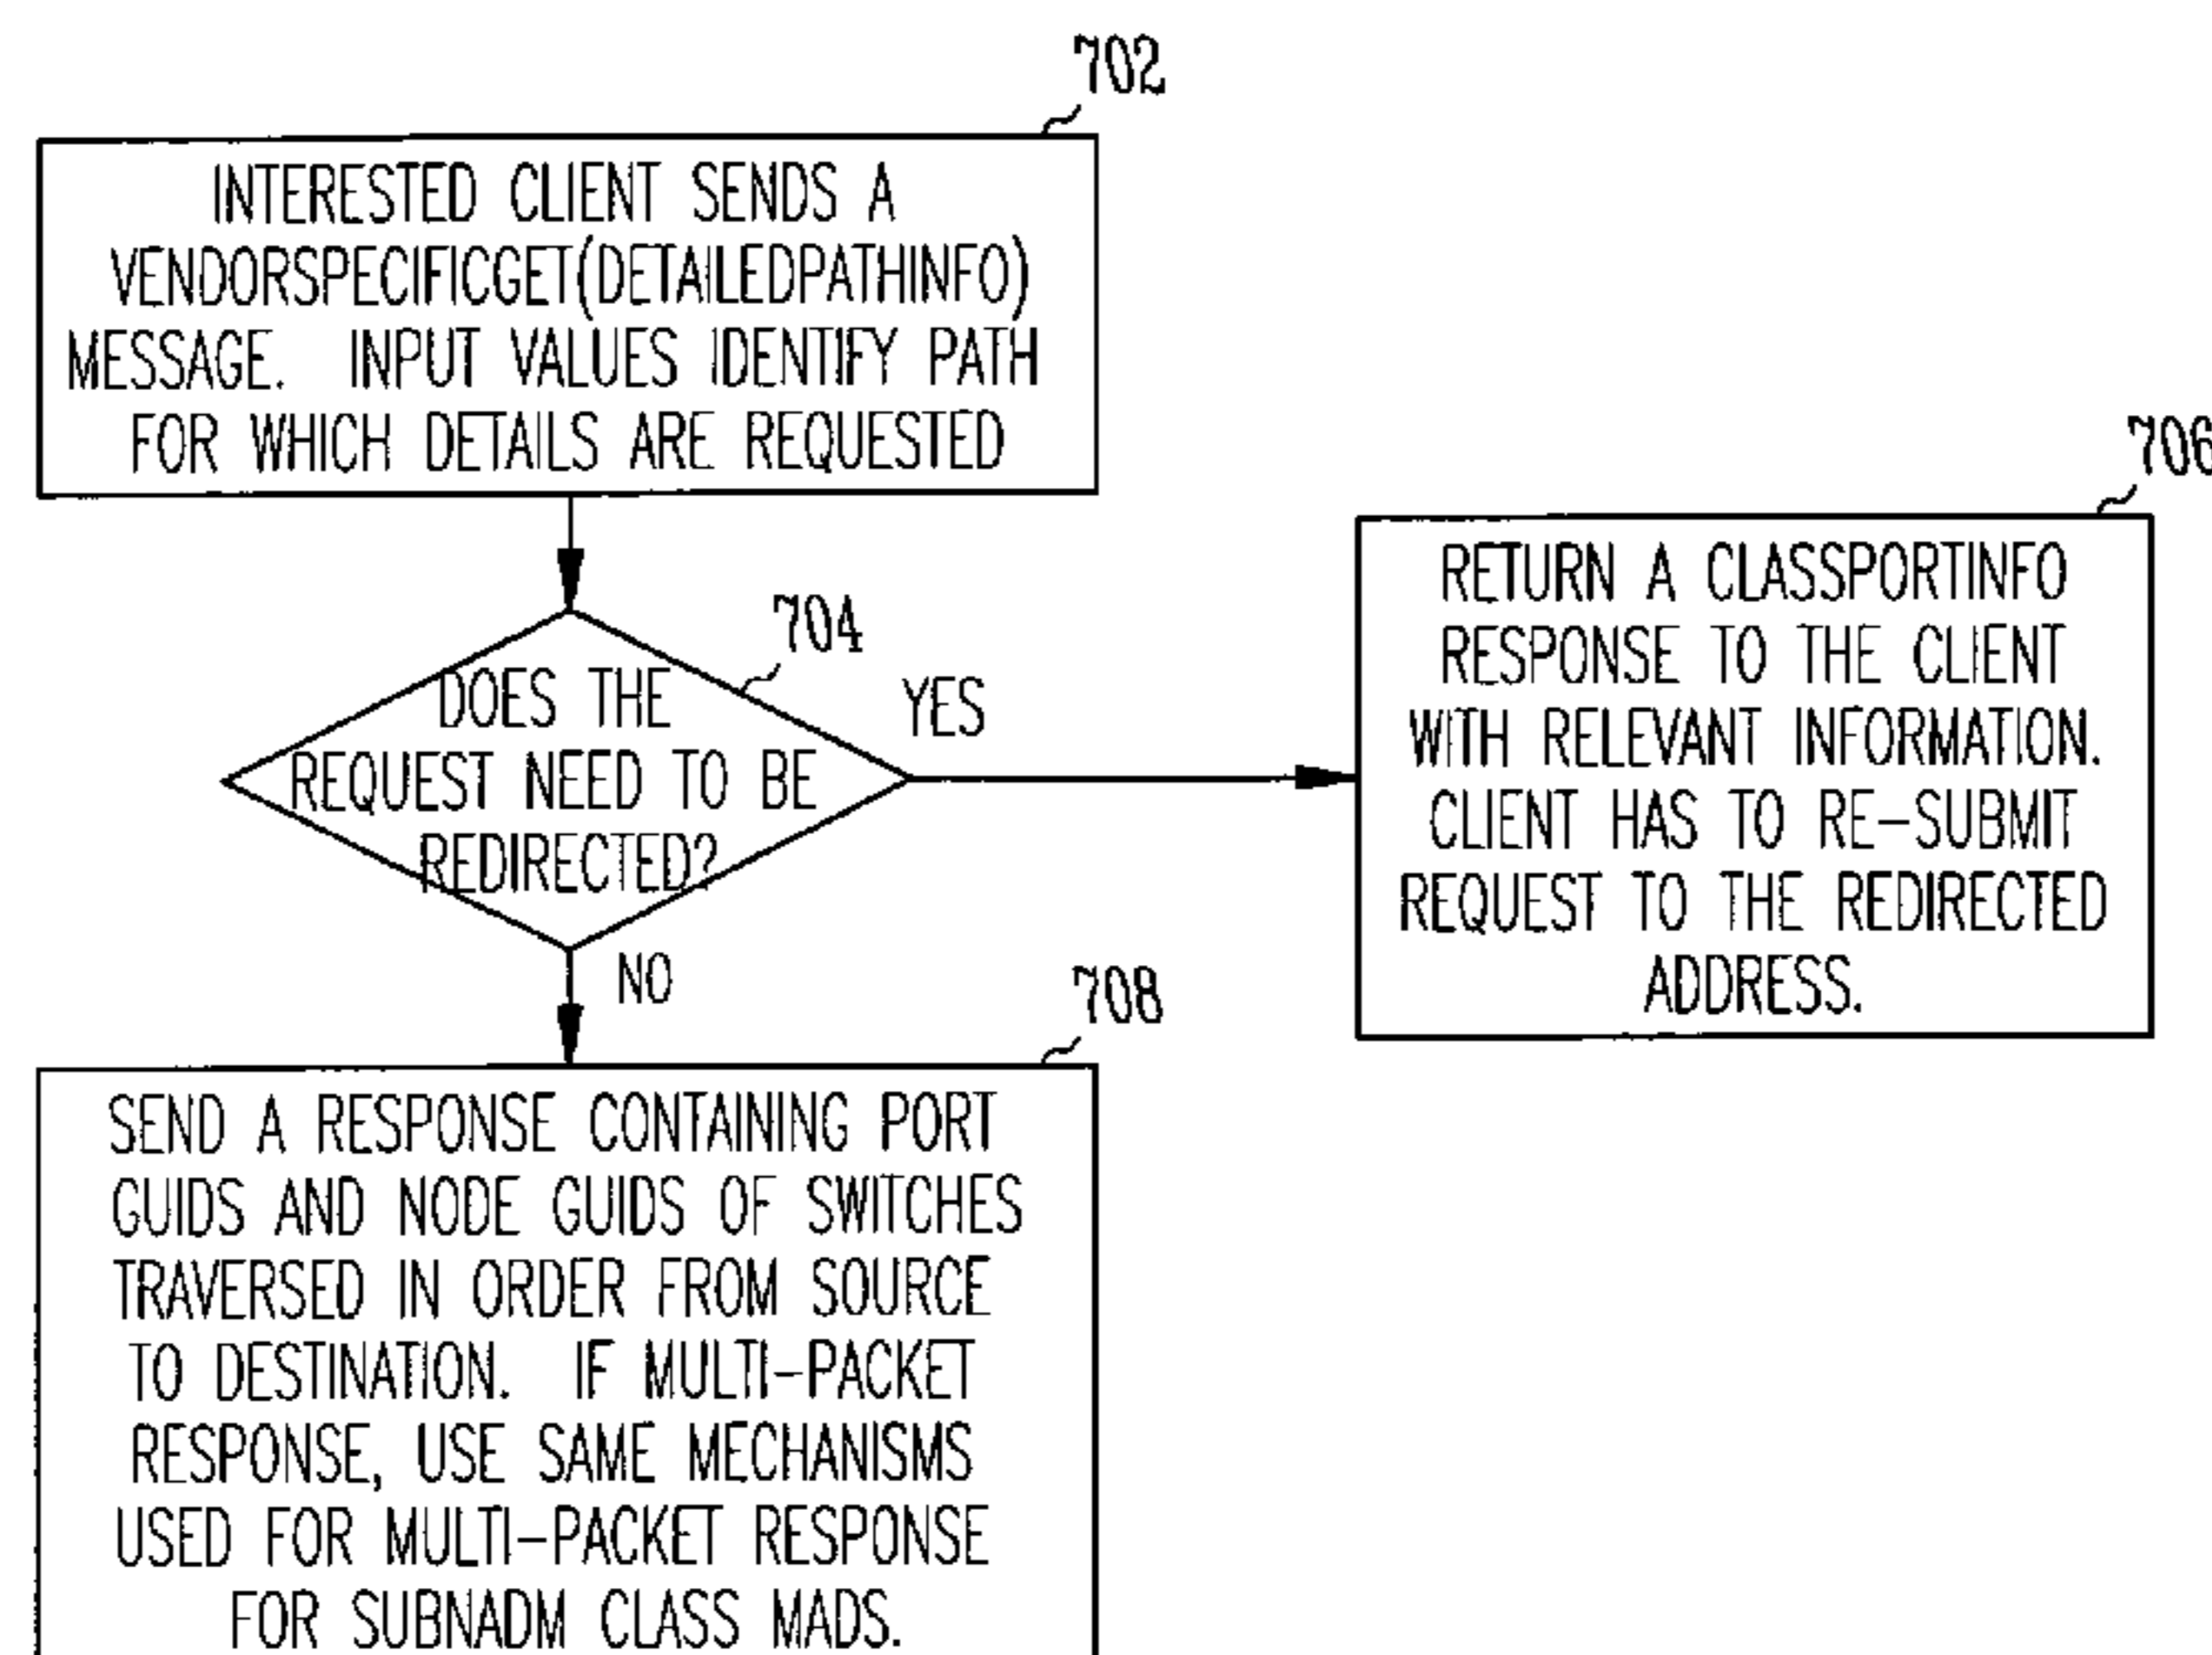 702
INTERESTED CLIENT SENDS A
VENDORSPECIFICGET(DETAILEDPATHINFO)
MESSAGE. INPUT VALUES IDENTIFY PATH
FOR WHICH DETAILS ARE REQUESTED
704
DOES THE
REQUEST NEED TO BE
REDIRECTED?
YES
NO
706
RETURN A CLASSPORTINFO
RESPONSE TO THE CLIENT
WITH RELEVANT INFORMATION.
CLIENT HAS TO RE-SUBMIT
REQUEST TO THE REDIRECTED
ADDRESS.
708
SEND A RESPONSE CONTAINING PORT
GUIDS AND NODE GUIDS OF SWITCHES
TRAVERSED IN ORDER FROM SOURCE
TO DESTINATION. IF MULTI-PACKET
RESPONSE, USE SAME MECHANISMS
USED FOR MULTI-PACKET RESPONSE
FOR SUBNADM CLASS MADS.